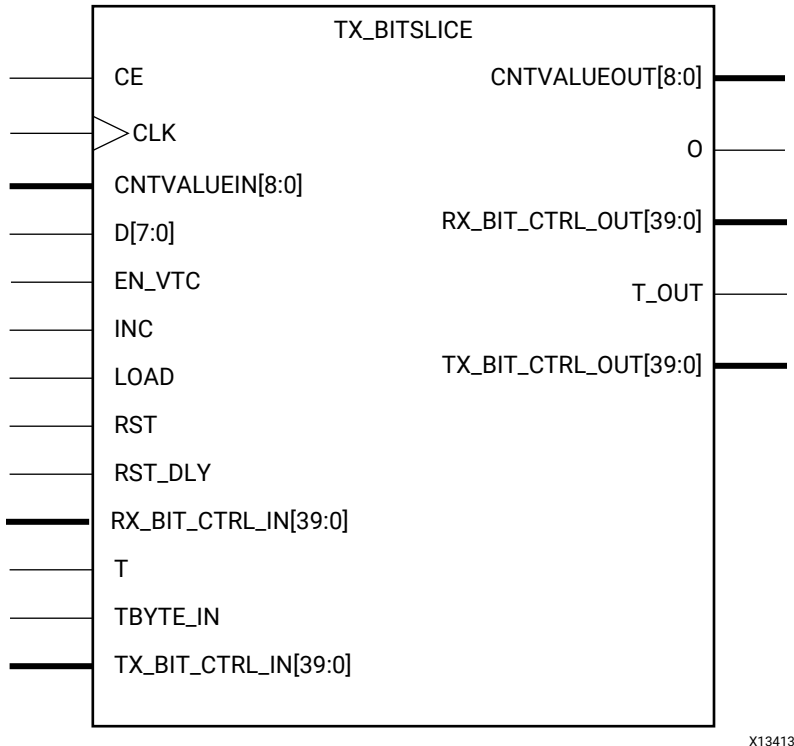 TX_BITSLICE
CE
CLK
CNTVALUEIN[8:0]
D[7:0]
EN_VTC
INC
LOAD
RST
RST_DLY
RX_BIT_CTRL_IN[39:0]
T
TBYTE_IN
TX_BIT_CTRL_IN[39:0]
CNTVALUEOUT[8:0]
O
RX_BIT_CTRL_OUT[39:0]
T_OUT
TX_BIT_CTRL_OUT[39:0]
X13413